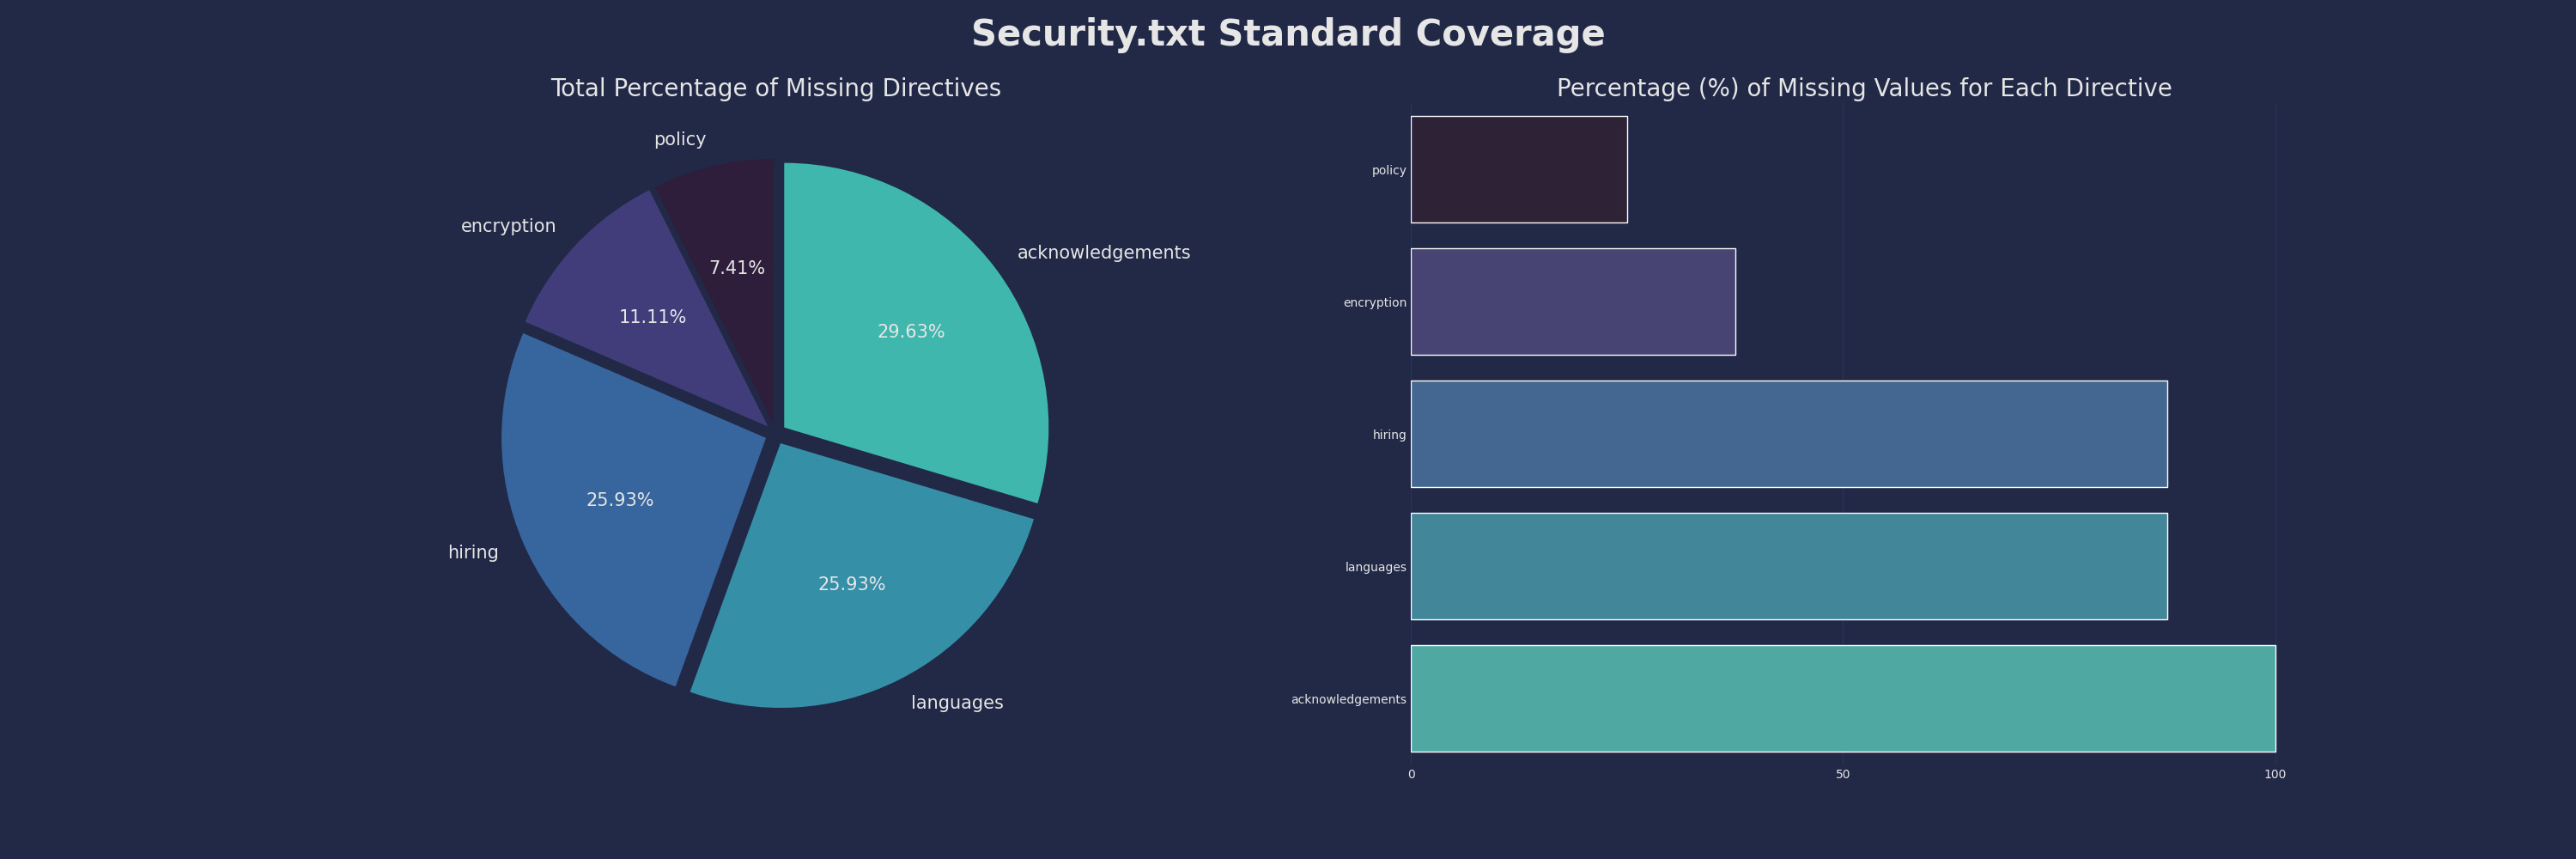 Security.txt Standard Coverage
Total Percentage of Missing Directives
policy
encryption
acknowledgements
7.41%
11.11%
29.63%
25.93%
25.93%
hiring
languages
Percentage (%) of Missing Values for Each Directive
policy
encryption
hiring
languages
acknowledgements
0 50 100